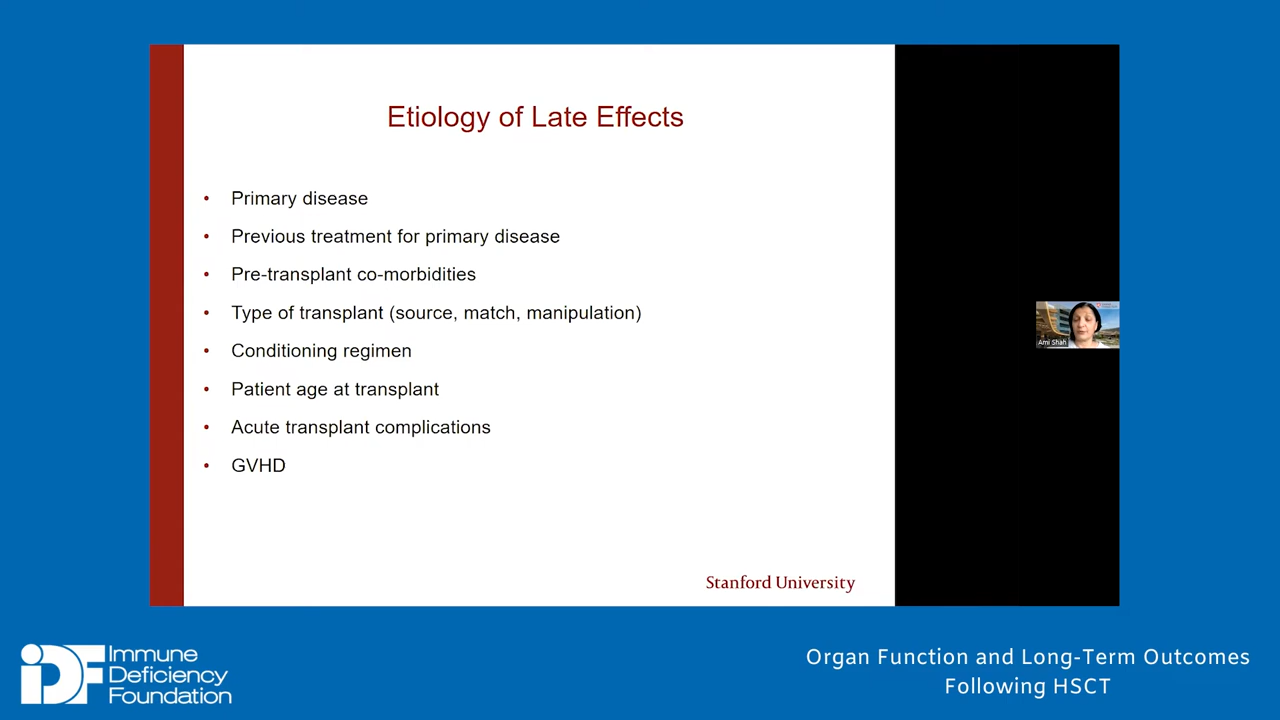 Etiology of Late Effects
• Primary disease
• Previous treatment for primary disease
• Pre-transplant co-morbidities
• Type of transplant (source, match, manipulation)
• Conditioning regimen
• Patient age at transplant
• Acute transplant complications
• GVHD
Stanford University
Ami Shah
IDF
Immune
Deficiency
Foundation
Organ Function and Long-Term Outcomes
Following HSCT